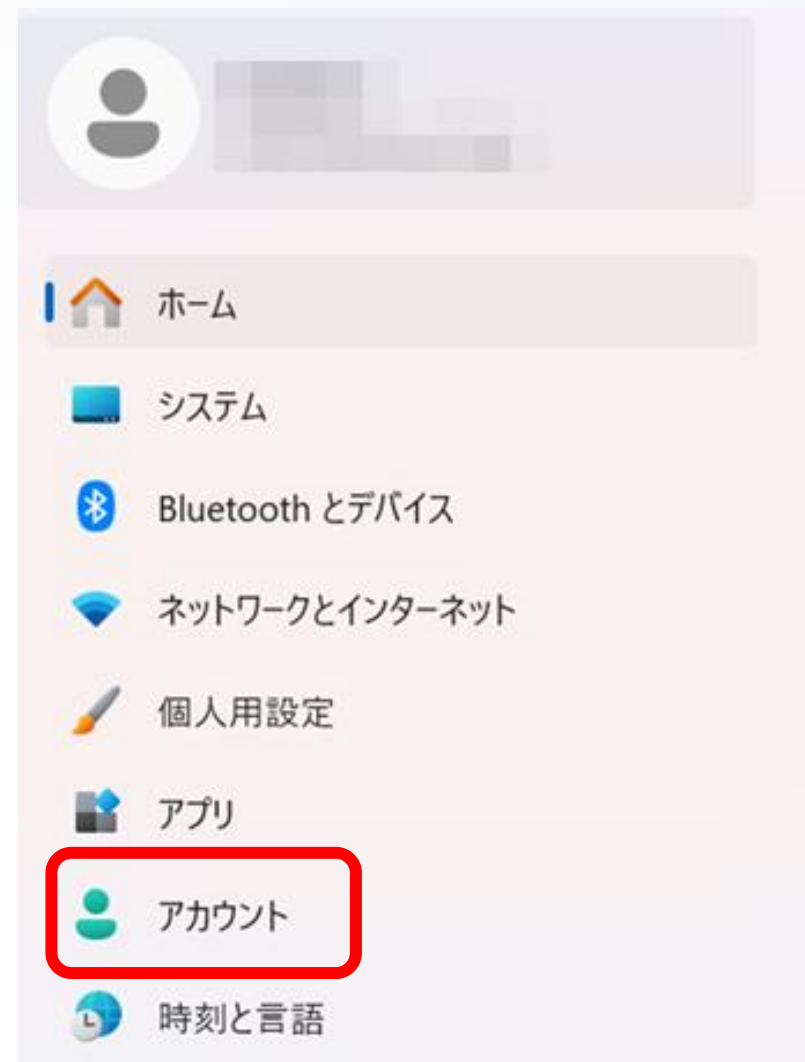 ホーム
システム
Bluetooth とデバイス
ネットワークとインターネット
個人用設定
アプリ
アカウント
時刻と言語